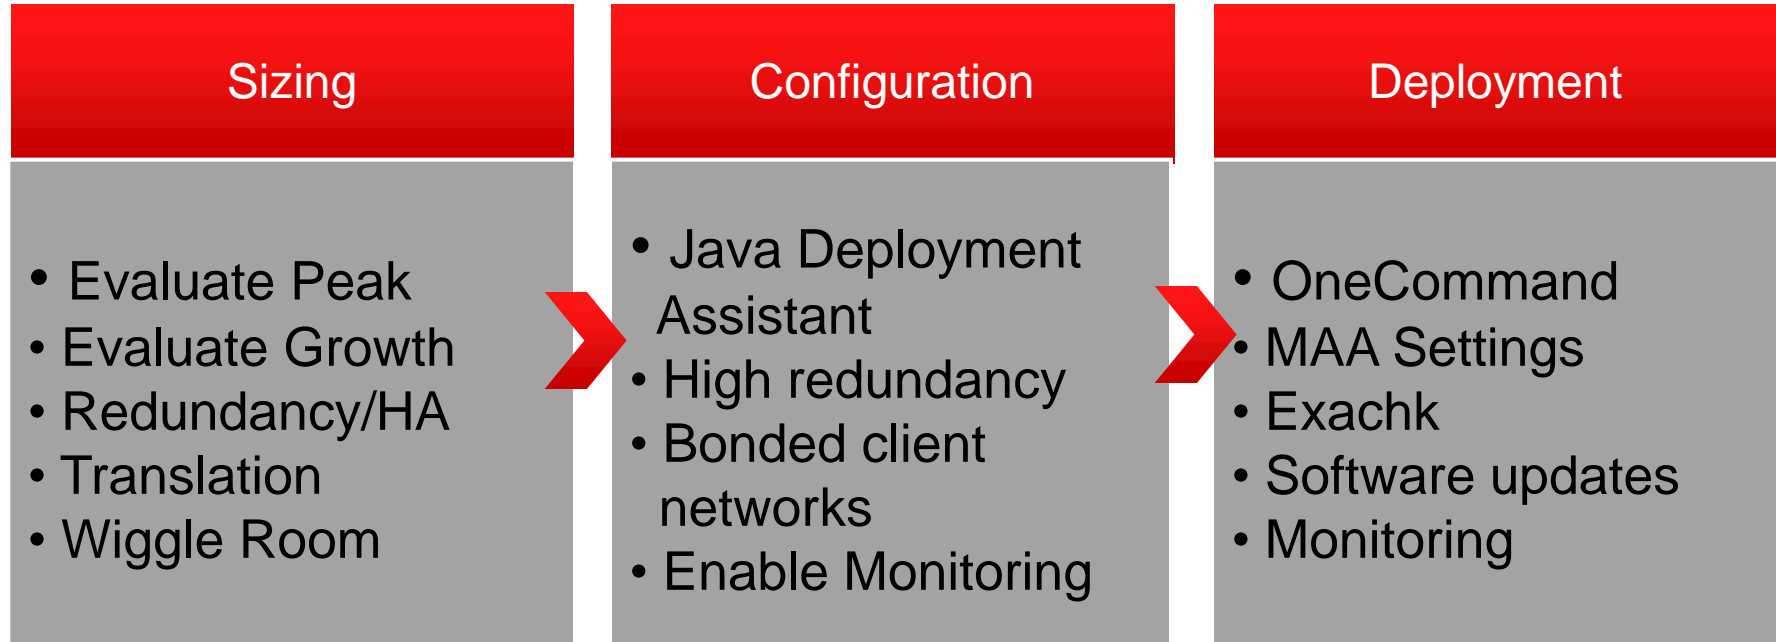 Sizing
• Evaluate Peak
• Evaluate Growth
• Redundancy/HA
• Translation
• Wiggle Room
Configuration
• Java Deployment
Assistant
• High redundancy
• Bonded client
networks
• Enable Monitoring
Deployment
• OneCommand
• MAA Settings
• Exachk
• Software updates
• Monitoring